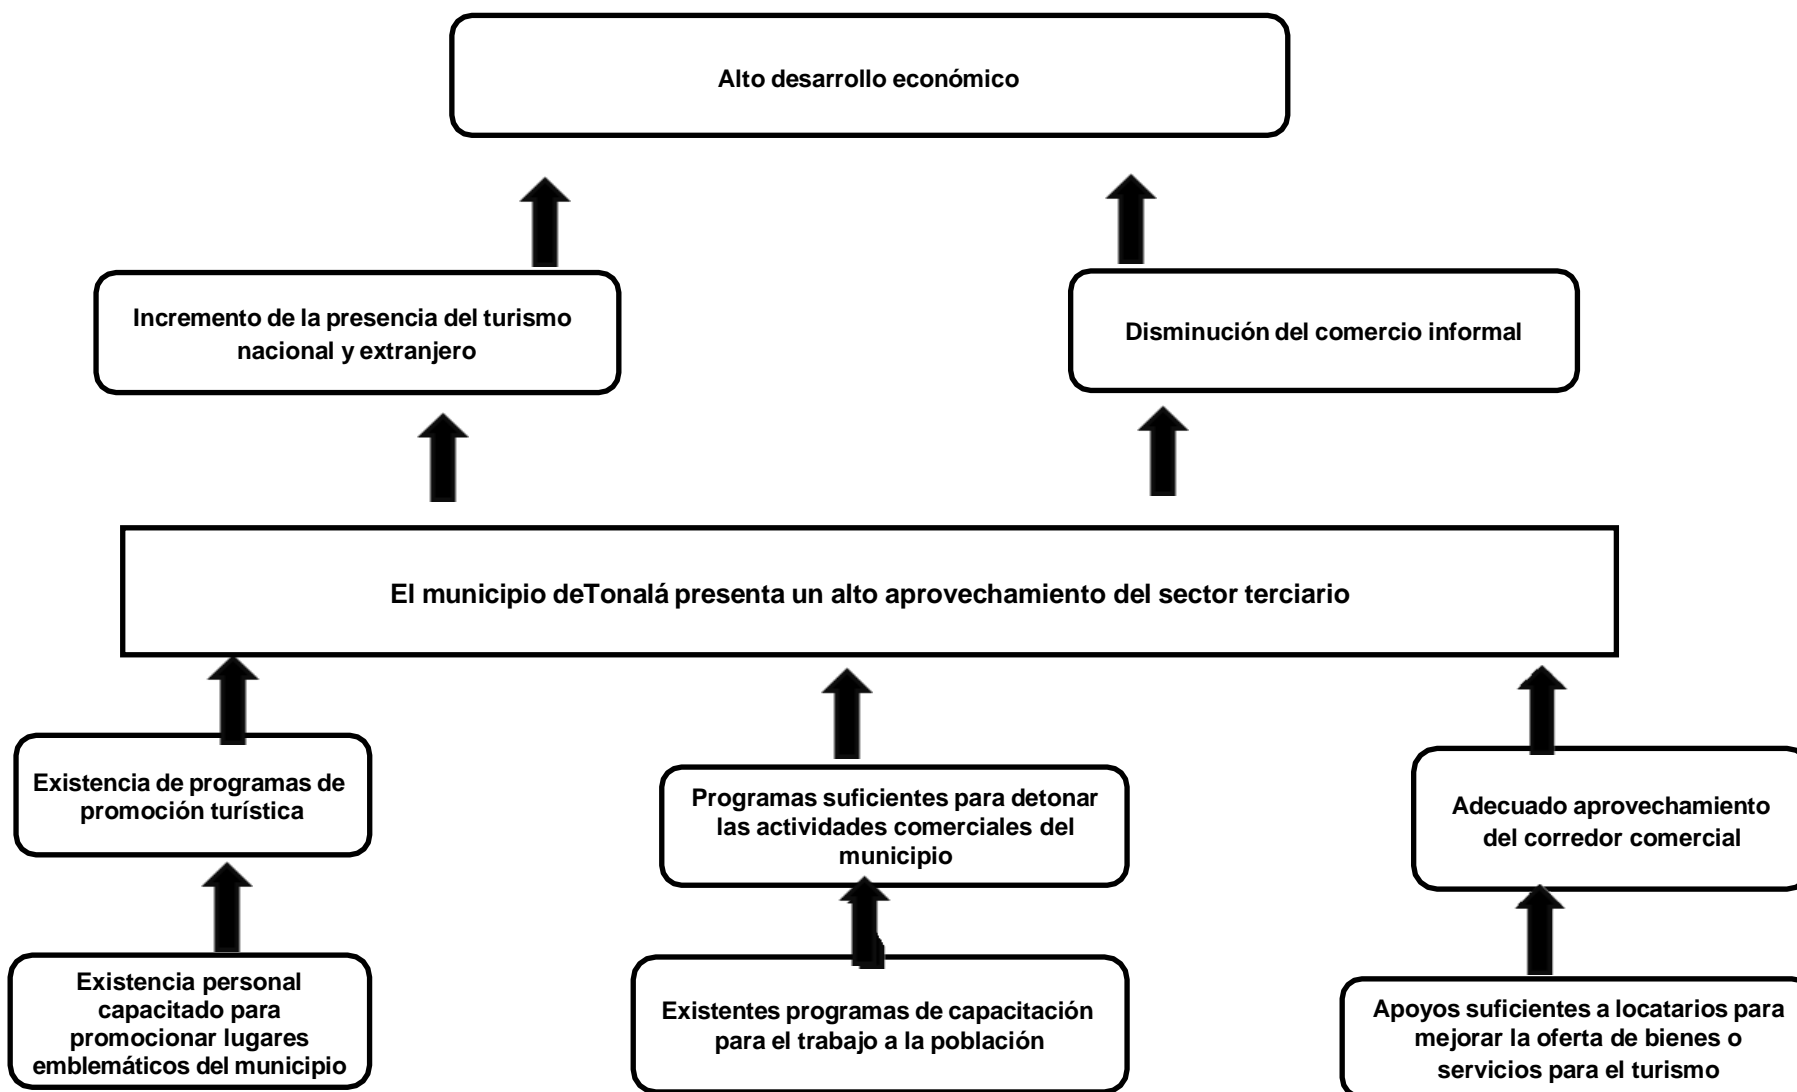 Alto desarrollo económico
Incremento de la presencia del turismo
nacional y extranjero
Disminución del comercio informal
El municipio deTonalá presenta un alto aprovechamiento del sector terciario
Existencia de programas de
promoción turística
Programas suficientes para detonar
las actividades comerciales del
municipio
Adecuado aprovechamiento
del corredor comercial
Existencia personal
capacitado para
promocionar lugares
emblemáticos del municipio
Existentes programas de capacitación
para el trabajo a la población
Apoyos suficientes a locatarios para
mejorar la oferta de bienes o
servicios para el turismo